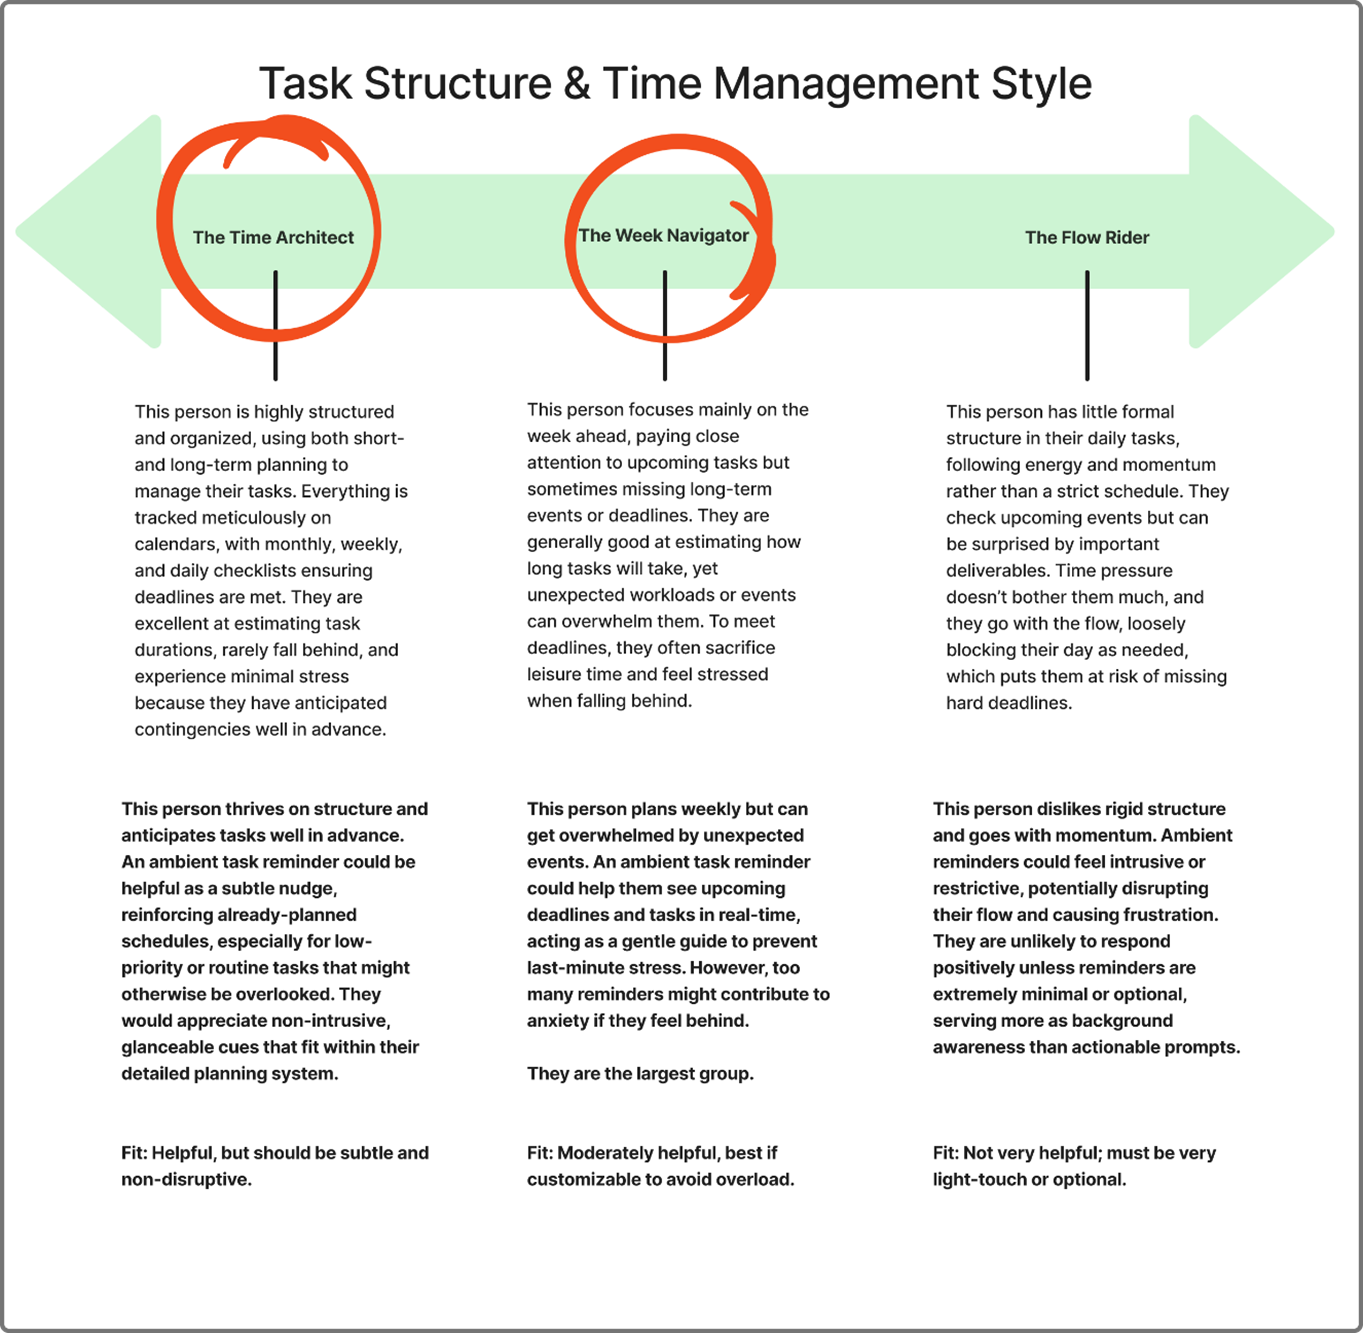 Task Structure & Time Management Style
The Time Architect
The Week Navigator
The Flow Rider
This person is highly structured
and organized, using both short-
and long-term planning to
manage their tasks. Everything is
tracked meticulously on
calendars, with monthly, weekly,
and daily checklists ensuring
deadlines are met. They are
excellent at estimating task
durations, rarely fall behind, and
experience minimal stress
because they have anticipated
contingencies well in advance.
This person focuses mainly on the
week ahead, paying close
attention to upcoming tasks but
sometimes missing long-term
events or deadlines. They are
generally good at estimating how
long tasks will take, yet
unexpected workloads or events
can overwhelm them. To meet
deadlines, they often sacrifice
leisure time and feel stressed
when falling behind.
This person has little formal
structure in their daily tasks,
following energy and momentum
rather than a strict schedule. They
check upcoming events but can
be surprised by important
deliverables. Time pressure
doesn’t bother them much, and
they go with the flow, loosely
blocking their day as needed,
which puts them at risk of missing
hard deadlines.
This person thrives on structure and
anticipates tasks well in advance.
An ambient task reminder could be
helpful as a subtle nudge,
reinforcing already-planned
schedules, especially for low-
priority or routine tasks that might
otherwise be overlooked. They
would appreciate non-intrusive,
glanceable cues that fit within their
detailed planning system.
Fit: Helpful, but should be subtle and
non-disruptive.
This person plans weekly but can
get overwhelmed by unexpected
events. An ambient task reminder
could help them see upcoming
deadlines and tasks in real-time,
acting as a gentle guide to prevent
last-minute stress. However, too
many reminders might contribute to
anxiety if they feel behind.
They are the largest group.
Fit: Moderately helpful, best if
customizable to avoid overload.
This person dislikes rigid structure
and goes with momentum. Ambient
reminders could feel intrusive or
restrictive, potentially disrupting
their flow and causing frustration.
They are unlikely to respond
positively unless reminders are
extremely minimal or optional,
serving more as background
awareness than actionable prompts.
Fit: Not very helpful; must be very
light-touch or optional.